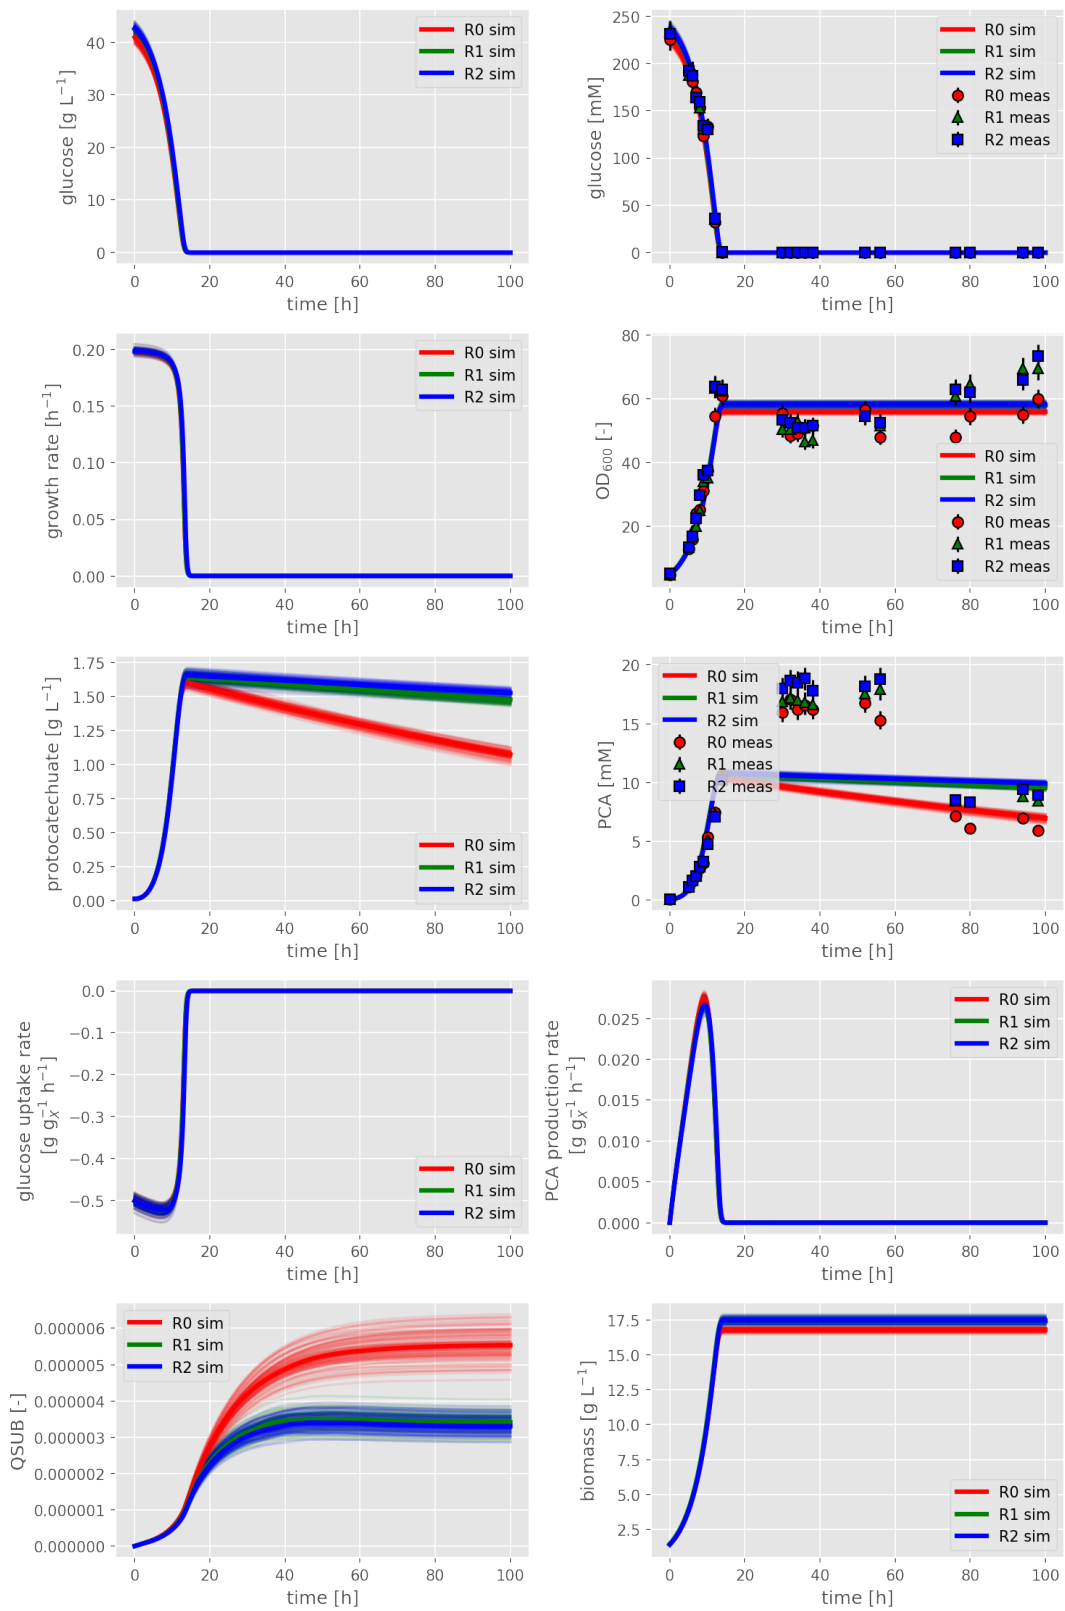 glucose [g L⁻¹]
40
30
20
10
0
0 20 40 60 80 100
time [h]
R0 sim
R1 sim
R2 sim
glucose [mM]
250
200
150
100
50
0
0 20 40 60 80 100
time [h]
R0 sim
R1 sim
R2 sim
R0 meas
R1 meas
R2 meas
growth rate [h⁻¹]
0.20
0.15
0.10
0.05
0.00
0 20 40 60 80 100
time [h]
R0 sim
R1 sim
R2 sim
OD₆₀₀ [-]
80
60
40
20
0 20 40 60 80 100
time [h]
R0 sim
R1 sim
R2 sim
R0 meas
R1 meas
R2 meas
protocatechuate [g L⁻¹]
1.75
1.50
1.25
1.00
0.75
0.50
0.25
0.00
0 20 40 60 80 100
time [h]
R0 sim
R1 sim
R2 sim
PCA [mM]
20
15
10
5
0
0 20 40 60 80 100
time [h]
R0 sim
R1 sim
R2 sim
R0 meas
R1 meas
R2 meas
glucose uptake rate
[g g_X⁻¹ h⁻¹]
0.0
−0.1
−0.2
−0.3
−0.4
−0.5
0 20 40 60 80 100
time [h]
R0 sim
R1 sim
R2 sim
PCA production rate
[g g_X⁻¹ h⁻¹]
0.025
0.020
0.015
0.010
0.005
0.000
0 20 40 60 80 100
time [h]
R0 sim
R1 sim
R2 sim
QSUB [-]
0.000006
0.000005
0.000004
0.000003
0.000002
0.000001
0.000000
0 20 40 60 80 100
time [h]
R0 sim
R1 sim
R2 sim
biomass [g L⁻¹]
17.5
15.0
12.5
10.0
7.5
5.0
2.5
0 20 40 60 80 100
time [h]
R0 sim
R1 sim
R2 sim